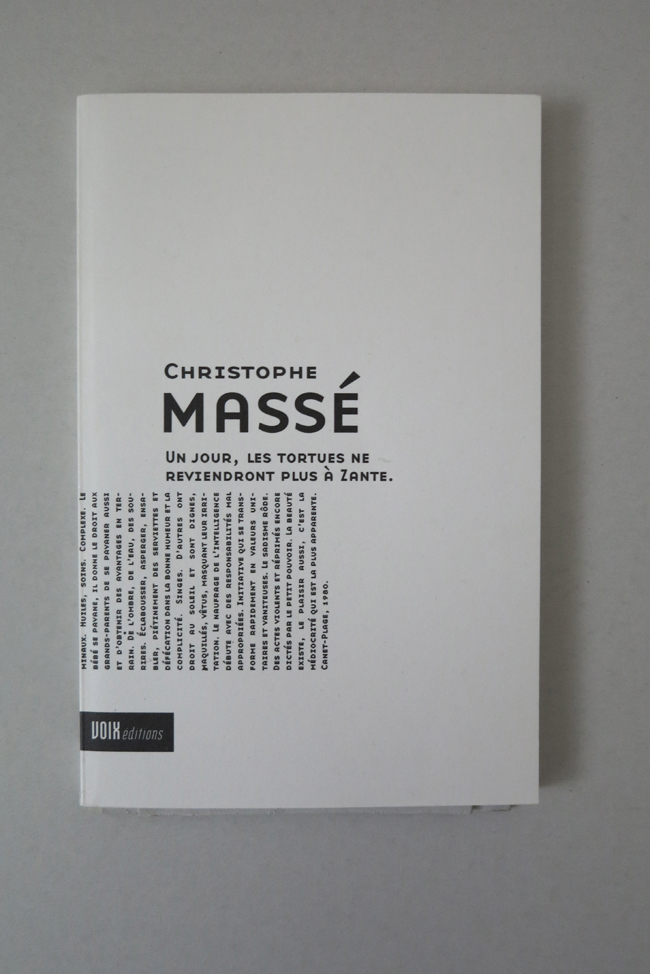 Christophe
MASSÉ
Un jour, les tortues ne
reviendront plus à Zante.
minaux. Huiles, soins. Complexe. Le
bébé se pavane, il donne le droit aux
grands-parents de se pavaner aussi
et d'obtenir des avantages en ter-
rain. De l'ombre, de l'eau, des sou-
rires. Éclabousser, asperger, ensa-
bler, piétinement des serviettes et
défécation dans la bonne humeur et la
complicité. Singes. D'autres ont
droit au soleil et sont dignes,
maquillés, vêtus, masquant leur irri-
tation. Le naufrage de l'intelligence
débute avec des responsabilités mal
appropriées. Initiative qui se trans-
forme rapidement en valeurs uni-
taires et vaniteuses. Le sadisme rôde.
Des actes violents et réprimés encore
dictés par le petit pouvoir. La beauté
existe, le plaisir aussi, c'est la
médiocrité qui est la plus apparente.
Canet-Plage, 1980.
VOIX éditions